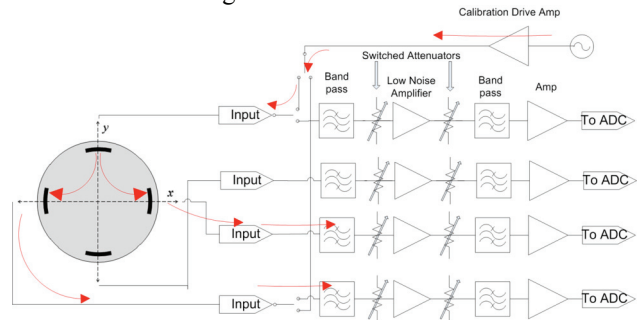 Calibration Drive Amp
Switched Attenuators
Band
pass
Low Noise
Amplifier
Band
pass
Amp
Input
To ADC
y
Input
To ADC
x
Input
To ADC
Input
To ADC